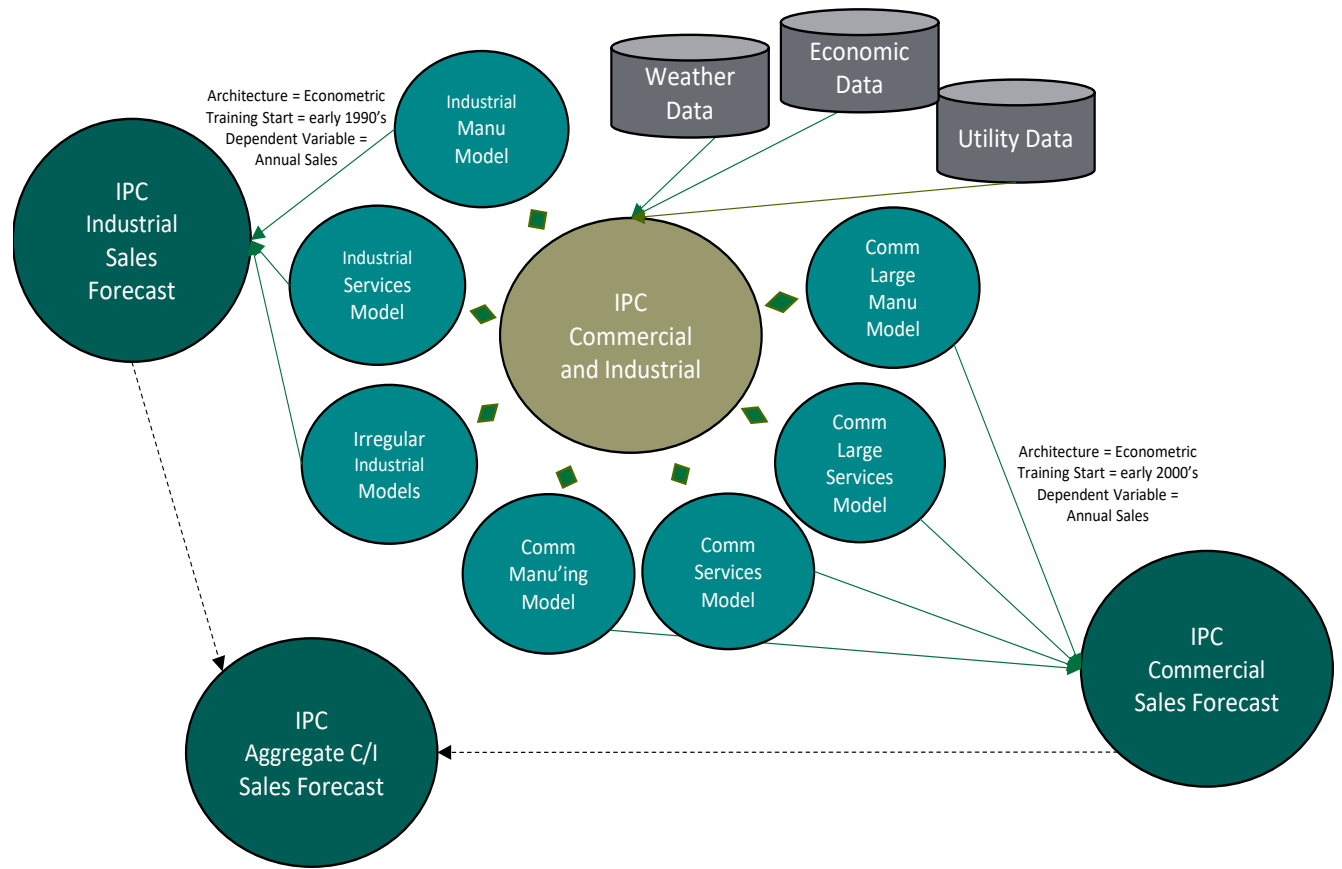 Weather
Data
Economic
Data
Utility Data
Architecture = Econometric
Training Start = early 1990’s
Dependent Variable =
Annual Sales
Industrial
Manu
Model
IPC
Industrial
Sales
Forecast
Industrial
Services
Model
IPC
Commercial
and Industrial
Comm
Large
Manu
Model
Irregular
Industrial
Models
Comm
Large
Services
Model
Architecture = Econometric
Training Start = early 2000’s
Dependent Variable =
Annual Sales
Comm
Manu’ing
Model
Comm
Services
Model
IPC
Commercial
Sales Forecast
IPC
Aggregate C/I
Sales Forecast